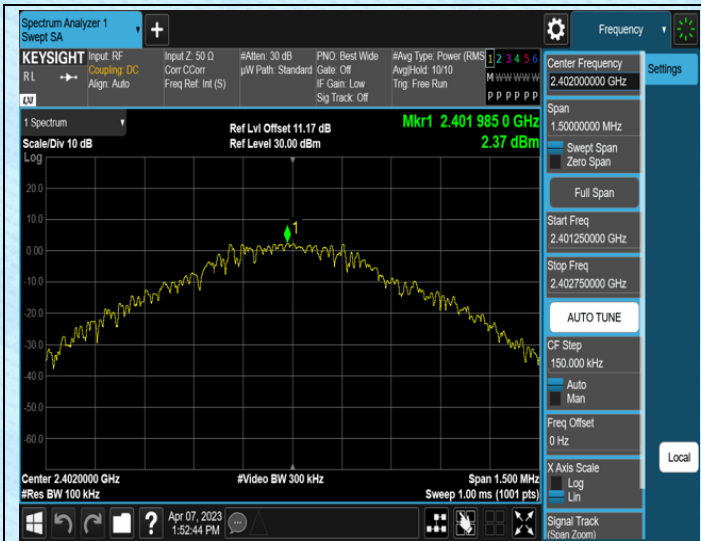 Spectrum Analyzer 1
Swept SA
+
Frequency
KEYSIGHT
R L
LXI
Input: RF
Coupling: DC
Align: Auto
Input Z: 50 Ω
Corr CCorr
Freq Ref: Int (S)
#Atten: 30 dB
µW Path: Standard
PNO: Best Wide
Gate: Off
IF Gain: Low
Sig Track: Off
#Avg Type: Power (RMS
Avg|Hold: 10/10
Trig: Free Run
1 2 3 4 5 6
M W W W W W
P P P P P P
1 Spectrum
Scale/Div 10 dB
Log
Ref Lvl Offset 11.17 dB
Ref Level 30.00 dBm
Mkr1 2.401 985 0 GHz
2.37 dBm
20.0
10.0
0.00
-10.0
-20.0
-30.0
-40.0
-50.0
-60.0
1
Center 2.4020000 GHz
#Res BW 100 kHz
#Video BW 300 kHz
Span 1.500 MHz
Sweep 1.00 ms (1001 pts)
?
Apr 07, 2023
1:52:44 PM
Center Frequency
2.402000000 GHz
Settings
Span
1.50000000 MHz
Swept Span
Zero Span
Full Span
Start Freq
2.401250000 GHz
Stop Freq
2.402750000 GHz
AUTO TUNE
CF Step
150.000 kHz
Auto
Man
Freq Offset
0 Hz
X Axis Scale
Log
Lin
Local
Signal Track
(Span Zoom)